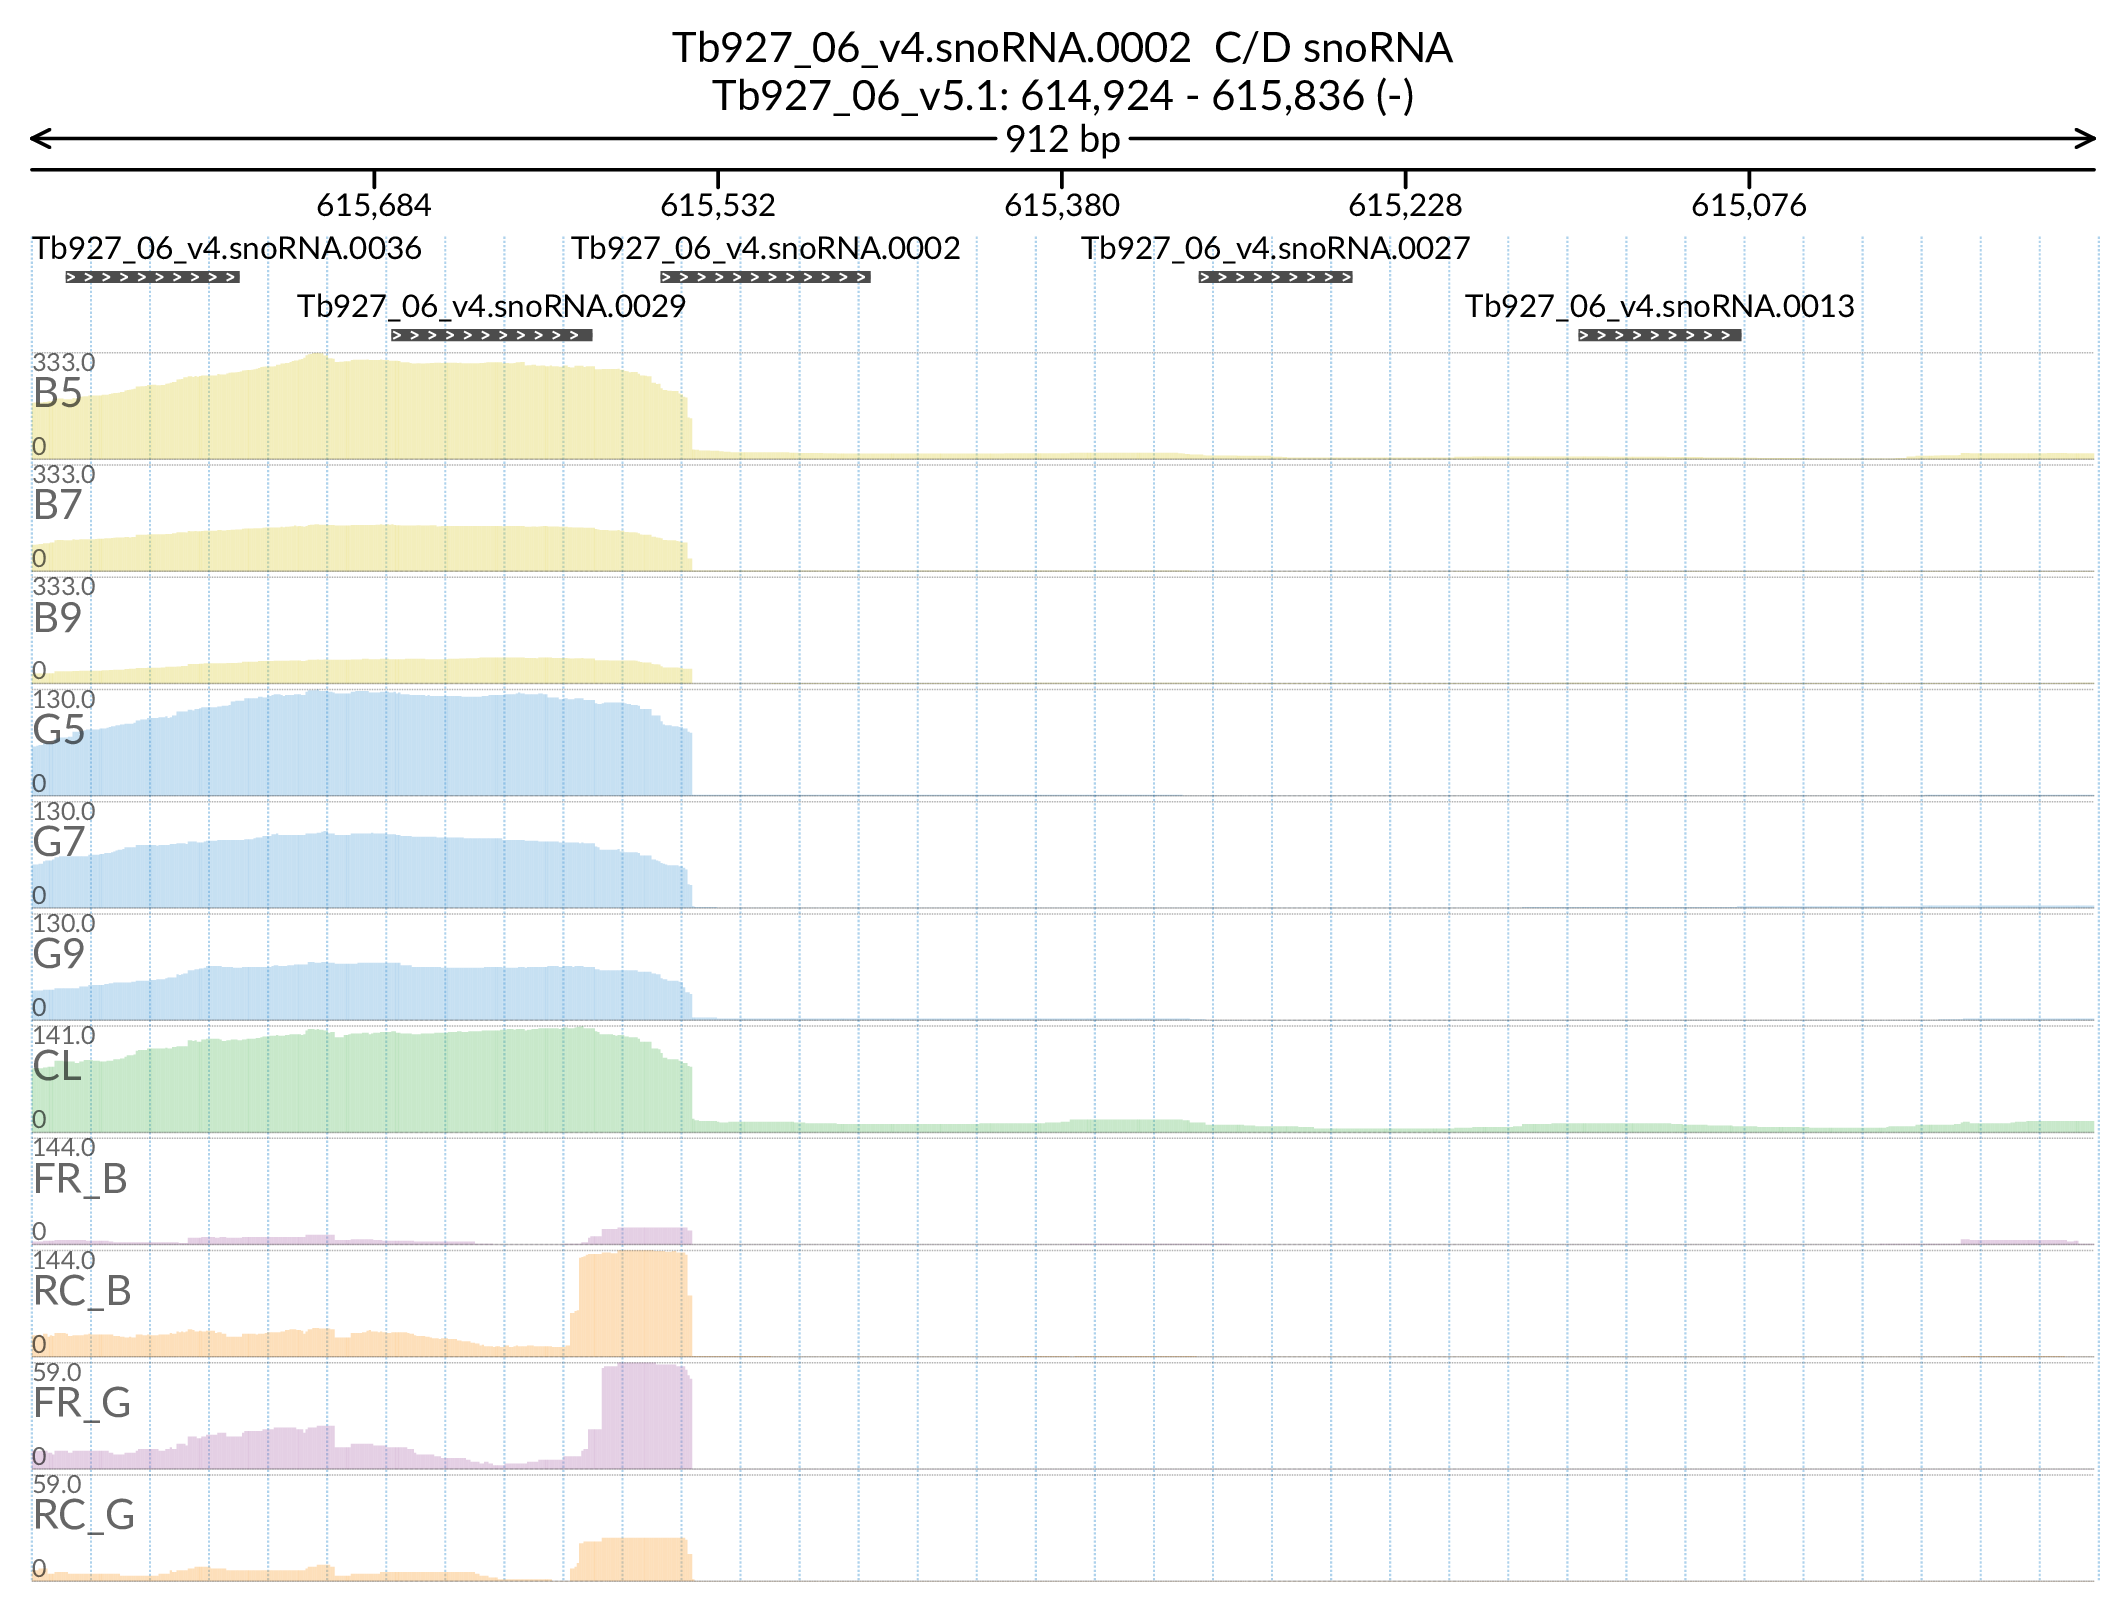 Tb927_06_v4.snoRNA.0002  C/D snoRNA
Tb927_06_v5.1: 614,924 - 615,836 (-)
912 bp
615,684 615,532 615,380 615,228 615,076
Tb927_06_v4.snoRNA.0036 Tb927_06_v4.snoRNA.0002 Tb927_06_v4.snoRNA.0027
Tb927_06_v4.snoRNA.0029 Tb927_06_v4.snoRNA.0013
333.0
B5
0
333.0
B7
0
333.0
B9
0
130.0
G5
0
130.0
G7
0
130.0
G9
0
141.0
CL
0
144.0
FR_B
0
144.0
RC_B
0
59.0
FR_G
0
59.0
RC_G
0